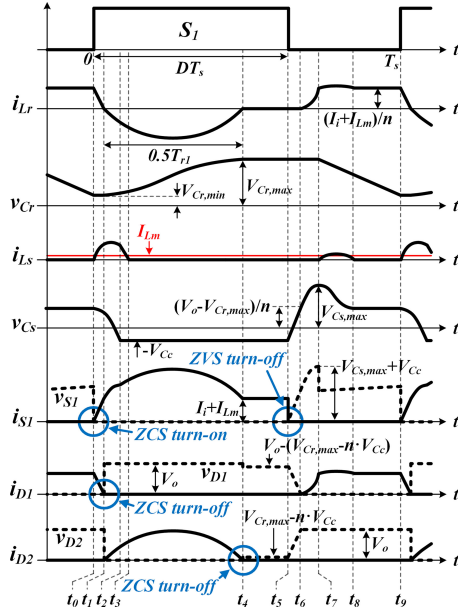 S1
0
DTs
Ts
t
iLr
(Ii+ILm)/n
t
0.5Tr1
VCr,min
VCr,max
vCr
t
ILm
iLs
t
(Vo-VCr,max)/n
VCs,max
vCs
t
-VCc
ZVS turn-off
VCs,max+VCc
vS1
Ii+ILm
iS1
t
ZCS turn-on
Vo-(VCr,max-n·VCc)
Vo
vD1
iD1
t
ZCS turn-off
VCr,max-n·VCc
vD2
Vo
iD2
t
ZCS turn-off
t0 t1 t2 t3 t4 t5 t6 t7 t8 t9